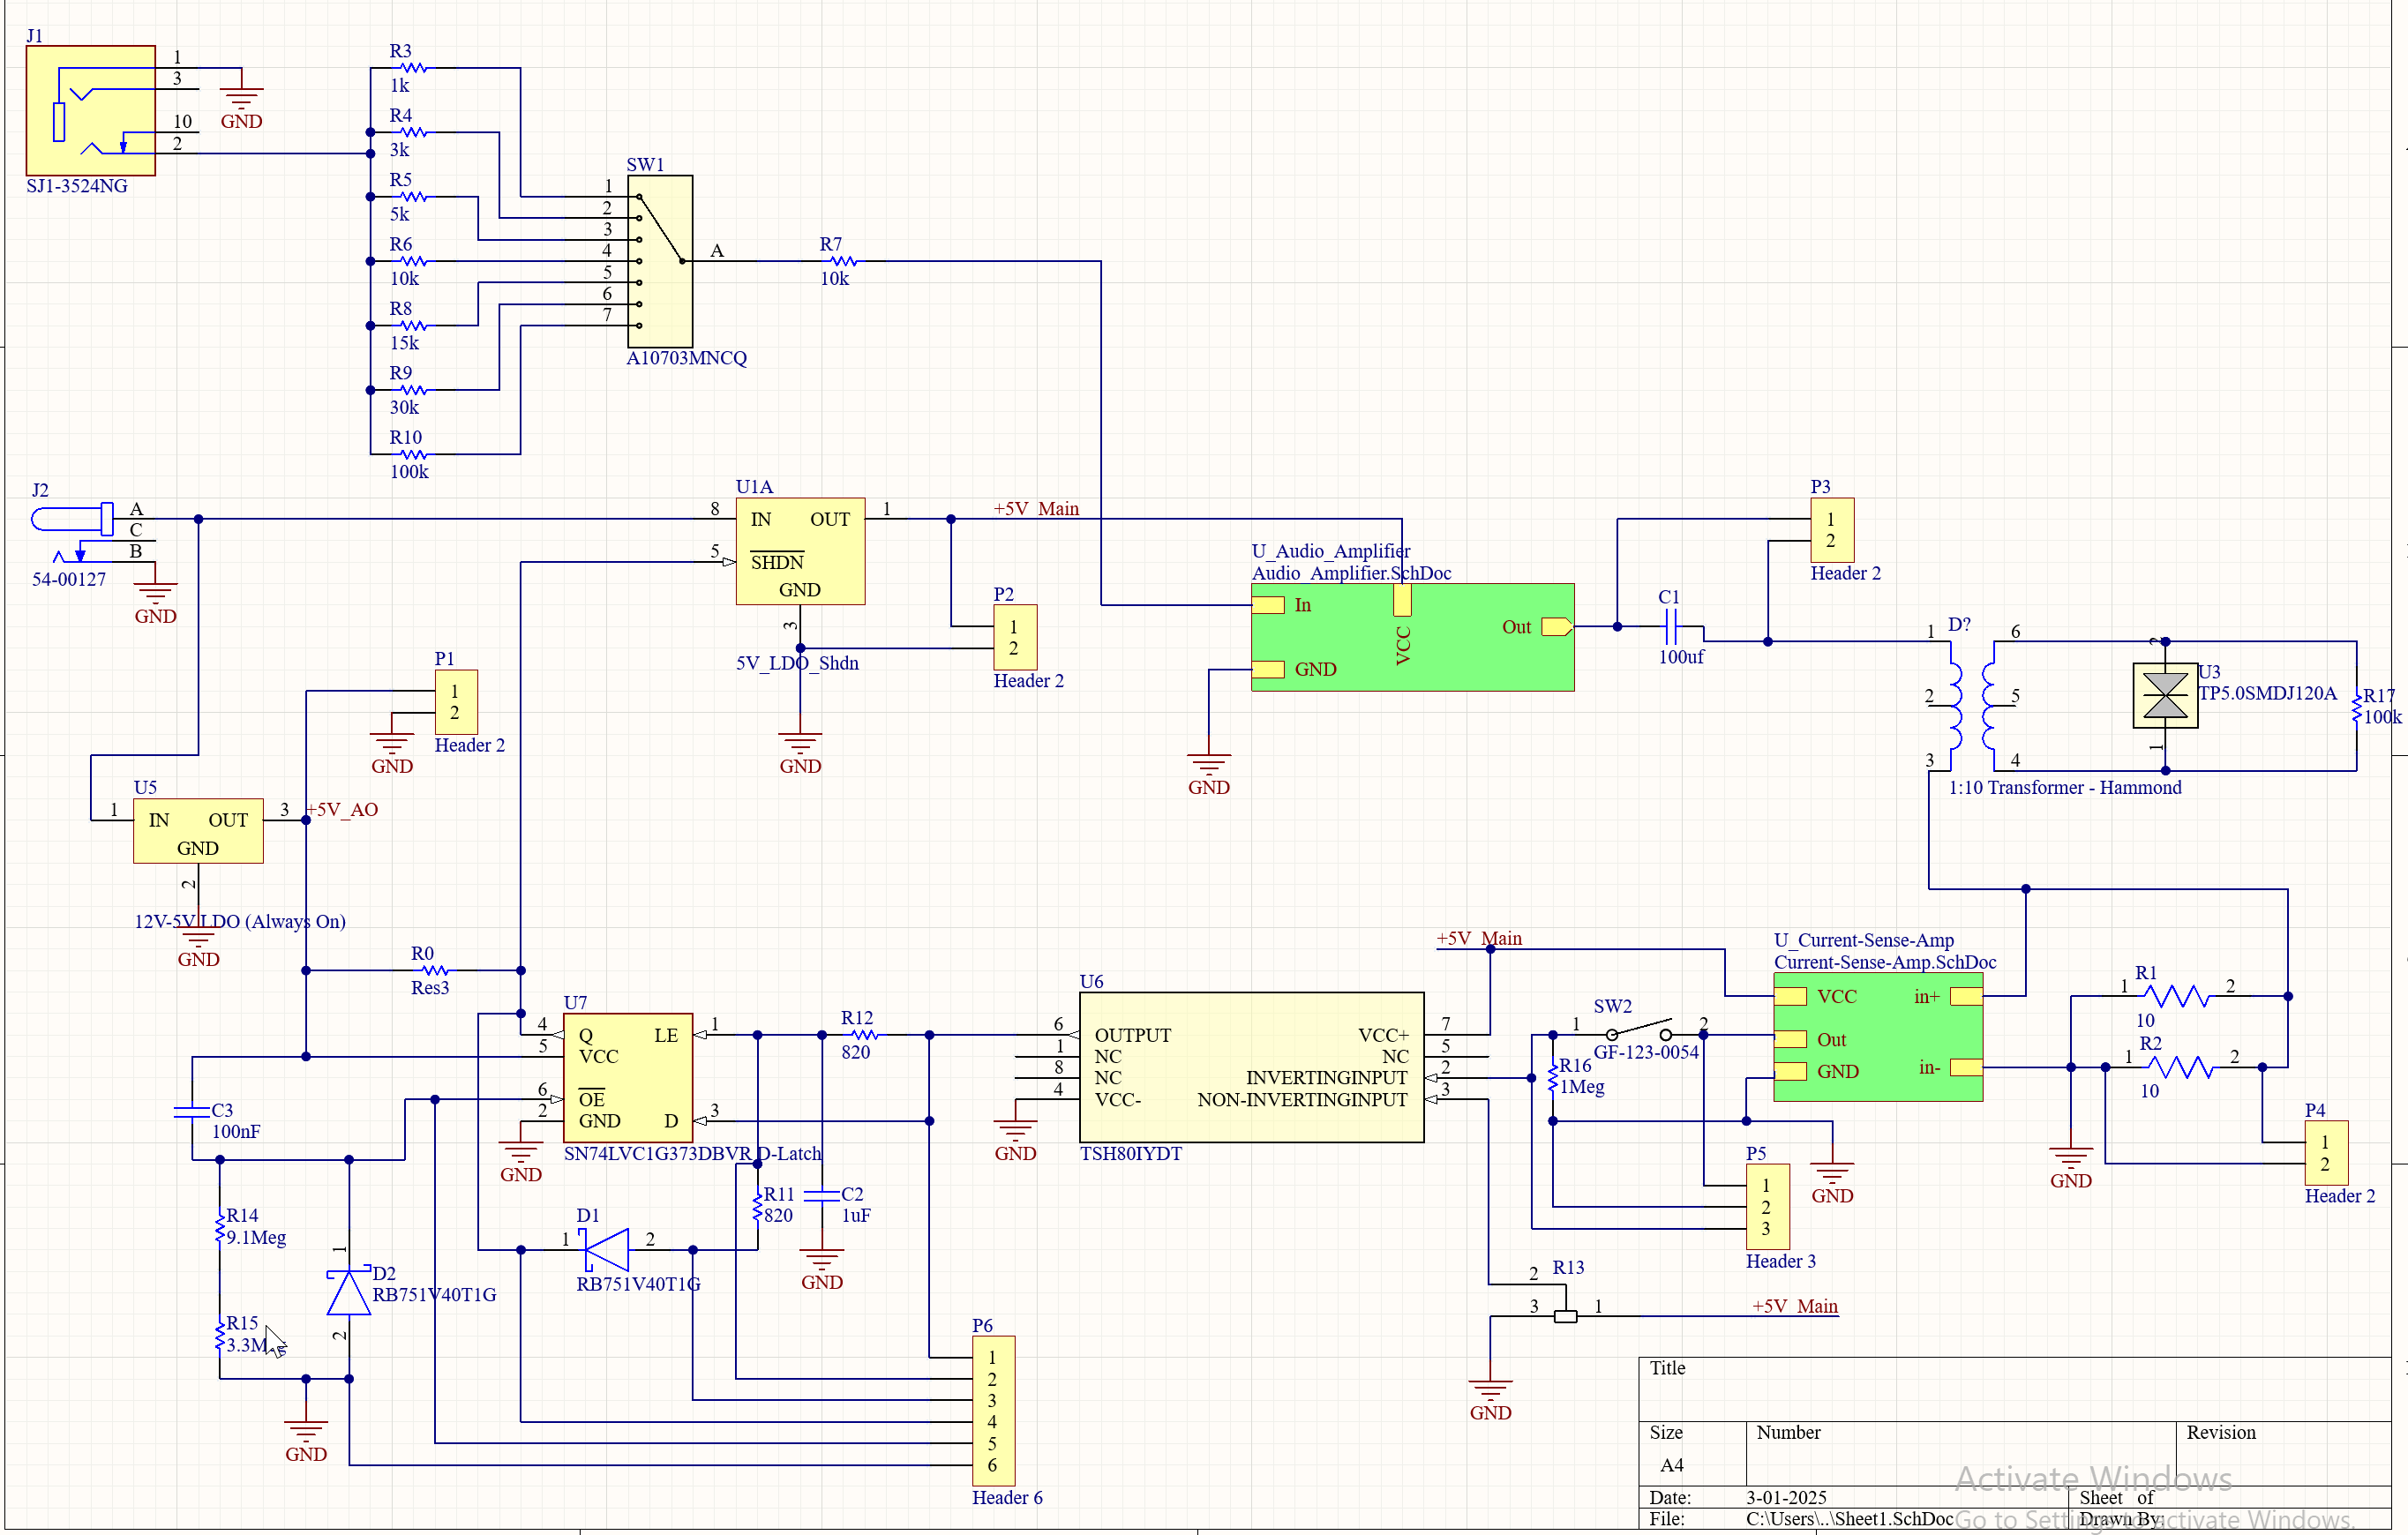 J1
1
3
10
2
SJ1-3524NG
GND
R3
1k
R4
3k
R5
5k
R6
10k
R8
15k
R9
30k
R10
100k
SW1
1
2
3
4
5
6
7
A
A10703MNCQ
R7
10k
J2
A
C
B
54-00127
GND
U1A
8
IN
OUT
1
5
SHDN
GND
3
5V_LDO_Shdn
GND
+5V_Main
P2
1
2
Header 2
U_Audio_Amplifier
Audio_Amplifier.SchDoc
In
VCC
Out
GND
GND
P3
1
2
Header 2
C1
100uf
D?
1
2
3
6
5
4
1:10 Transformer - Hammond
2
U3
TP5.0SMDJ120A
1
R17
100k
P1
1
2
Header 2
GND
U5
1
IN
OUT
3
GND
2
+5V_AO
12V-5V LDO (Always On)
GND
R0
Res3
U7
4
Q
LE
1
5
VCC
6
OE
2
GND
D
3
SN74LVC1G373DBVR D-Latch
GND
R12
820
R11
820
C2
1uF
GND
C3
100nF
R14
9.1Meg
R15
D2
RB751V40T1G
1
2
GND
D1
1
2
RB751V40T1G
P6
1
2
3
4
5
6
Header 6
U6
6
OUTPUT
VCC+
7
1
NC
NC
5
8
NC
INVERTINGINPUT
2
4
VCC-
NON-INVERTINGINPUT
3
TSH80IYDT
GND
+5V_Main
SW2
1
2
GF-123-0054
R16
1Meg
U_Current-Sense-Amp
Current-Sense-Amp.SchDoc
VCC
in+
Out
GND
in-
GND
P5
1
2
3
Header 3
R13
2
3
1
+5V_Main
GND
R1
1
2
10
R2
1
2
10
GND
P4
1
2
Header 2
Title
Size
Number
Revision
A4
Date:
3-01-2025
Sheet of
File:
C:\Users\..\Sheet1.SchDoc
Drawn By:
Activate Windows
Go to Settings to activate Windows.